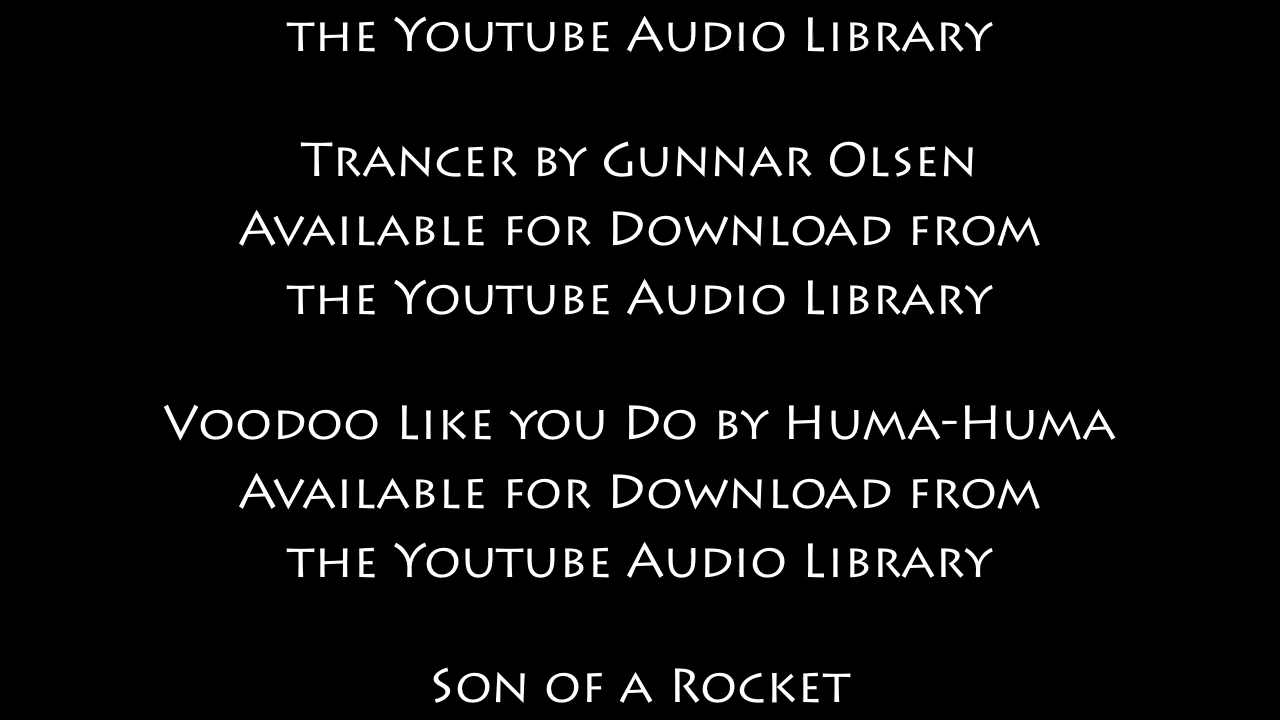 the Youtube Audio Library
Trancer by Gunnar Olsen
Available for Download from
the Youtube Audio Library
Voodoo Like you Do by Huma-Huma
Available for Download from
the Youtube Audio Library
Son of a Rocket